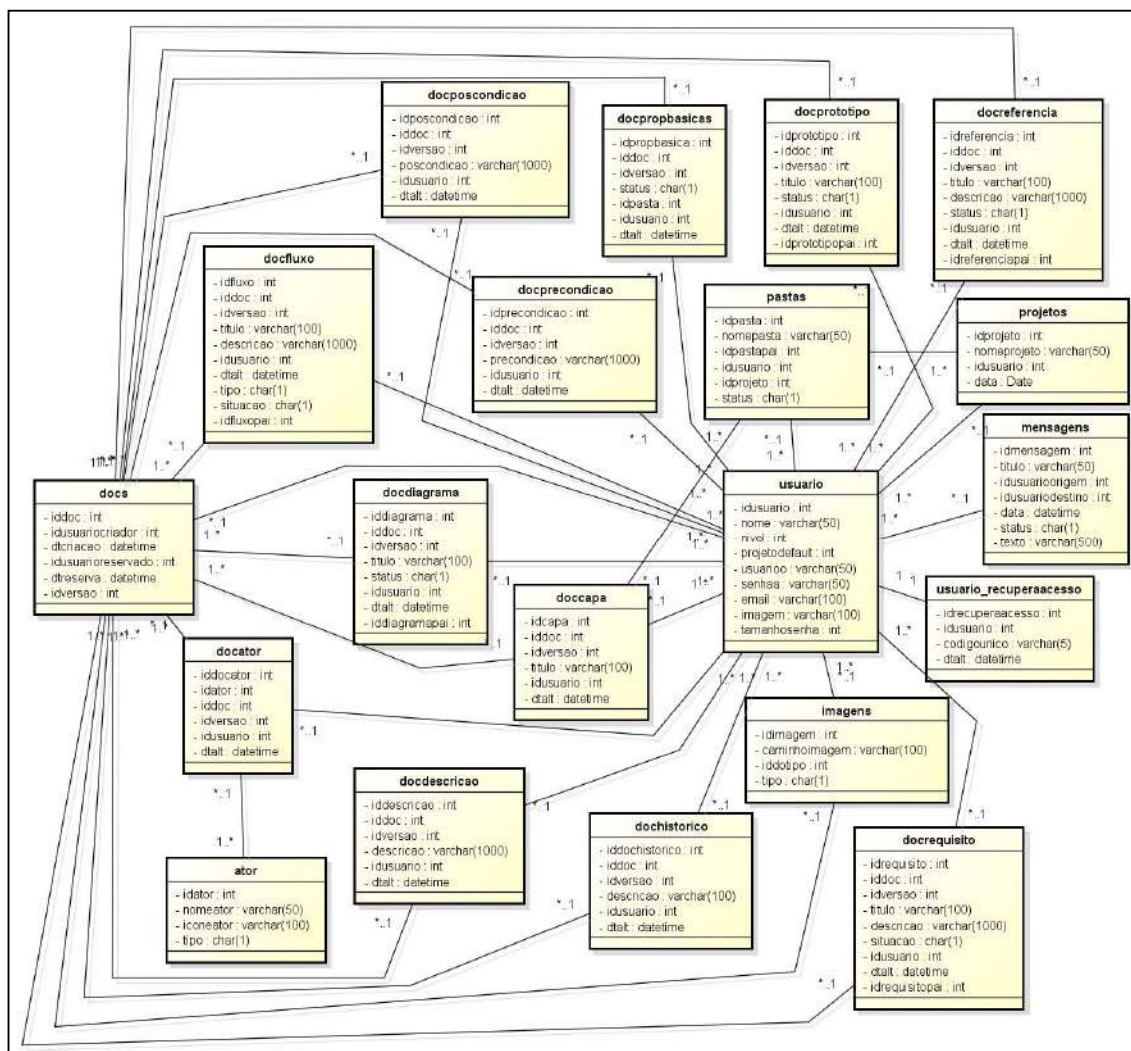 docposcondicao
- idposcondicao : int
- iddoc : int
- idversao : int
- poscondicao : varchar(1000)
- idusuario : int
- dtalt : datetime
docpropbasicas
- idpropbasica : int
- iddoc : int
- idversao : int
- status : char(1)
- idpasta : int
- idusuario : int
- dtalt : datetime
docprototipo
- idprototipo : int
- iddoc : int
- idversao : int
- titulo : varchar(100)
- status : char(1)
- idusuario : int
- dtalt : datetime
- idprototipopai : int
docreferencia
- idreferencia : int
- iddoc : int
- idversao : int
- titulo : varchar(100)
- descricao : varchar(1000)
- status : char(1)
- idusuario : int
- dtalt : datetime
- idreferenciapai : int
docfluxo
- idfluxo : int
- iddoc : int
- idversao : int
- titulo : varchar(100)
- descricao : varchar(1000)
- idusuario : int
- dtalt : datetime
- tipo : char(1)
- situacao : char(1)
- idfluxopai : int
docprecondicao
- idprecondicao : int
- iddoc : int
- idversao : int
- precondicao : varchar(1000)
- idusuario : int
- dtalt : datetime
pastas
- idpasta : int
- nomepasta : varchar(50)
- idpastapai : int
- idusuario : int
- idprojeto : int
- status : char(1)
projetos
- idprojeto : int
- nomeprojeto : varchar(50)
- idusuario : int
- data : Date
mensagens
- idmensagem : int
- titulo : varchar(50)
- idusuarioorigem : int
- idusuariodestino : int
- data : datetime
- status : char(1)
- texto : varchar(500)
docs
- iddoc : int
- idusuariocriador : int
- dtcriacao : datetime
- idusuarioreservado : int
- dtreserva : datetime
- idversao : int
docdiagrama
- iddiagrama : int
- iddoc : int
- idversao : int
- titulo : varchar(100)
- status : char(1)
- idusuario : int
- dtalt : datetime
- iddiagramapai : int
usuario
- idusuario : int
- nome : varchar(50)
- nivel : int
- projetodefault : int
- usuarioo : varchar(50)
- senhaa : varchar(50)
- email : varchar(100)
- imagem : varchar(100)
- tamanhosenha : int
doccapa
- idcapa : int
- iddoc : int
- idversao : int
- titulo : varchar(100)
- idusuario : int
- dtalt : datetime
usuario_recuperaacesso
- idrecuperaacesso : int
- idusuario : int
- codigounico : varchar(5)
- dtalt : datetime
docator
- iddocator : int
- idator : int
- iddoc : int
- idversao : int
- idusuario : int
- dtalt : datetime
imagens
- idimagem : int
- caminhoimagem : varchar(100)
- iddotipo : int
- tipo : char(1)
docdescricao
- iddescricao : int
- iddoc : int
- idversao : int
- descricao : varchar(1000)
- idusuario : int
- dtalt : datetime
dochistorico
- iddochistorico : int
- iddoc : int
- idversao : int
- descricao : varchar(100)
- idusuario : int
- dtalt : datetime
docrequisito
- idrequisito : int
- iddoc : int
- idversao : int
- titulo : varchar(100)
- descricao : varchar(1000)
- situacao : char(1)
- idusuario : int
- dtalt : datetime
- idrequisitopai : int
ator
- idator : int
- nomeator : varchar(50)
- iconeator : varchar(100)
- tipo : char(1)
*..1
*..1
*..1
*..1
1..*
1..*
1..*